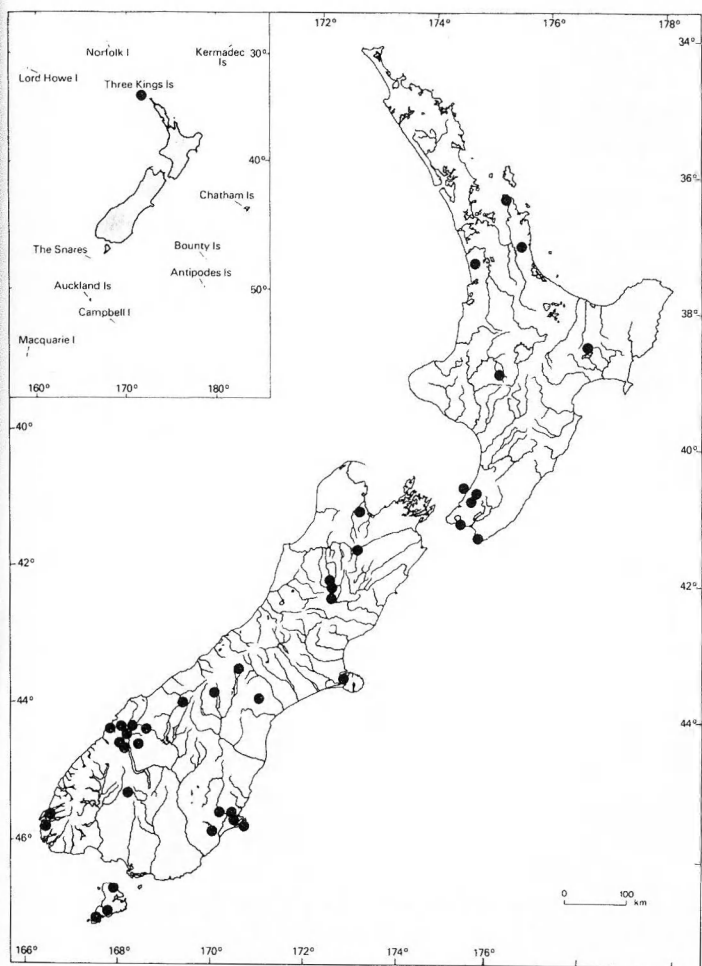 172° 174° 176° 178°
34°
Norfolk I Kermadec Is 30°
Lord Howe I
Three Kings Is
40°
36°
Chatham Is
The Snares Bounty Is
Auckland Is Antipodes Is 50°
Campbell I
38°
Macquarie I
160° 170° 180°
40° 40°
42° 42°
44° 44°
46°
0 100
km
166° 168° 170° 172° 174° 176°